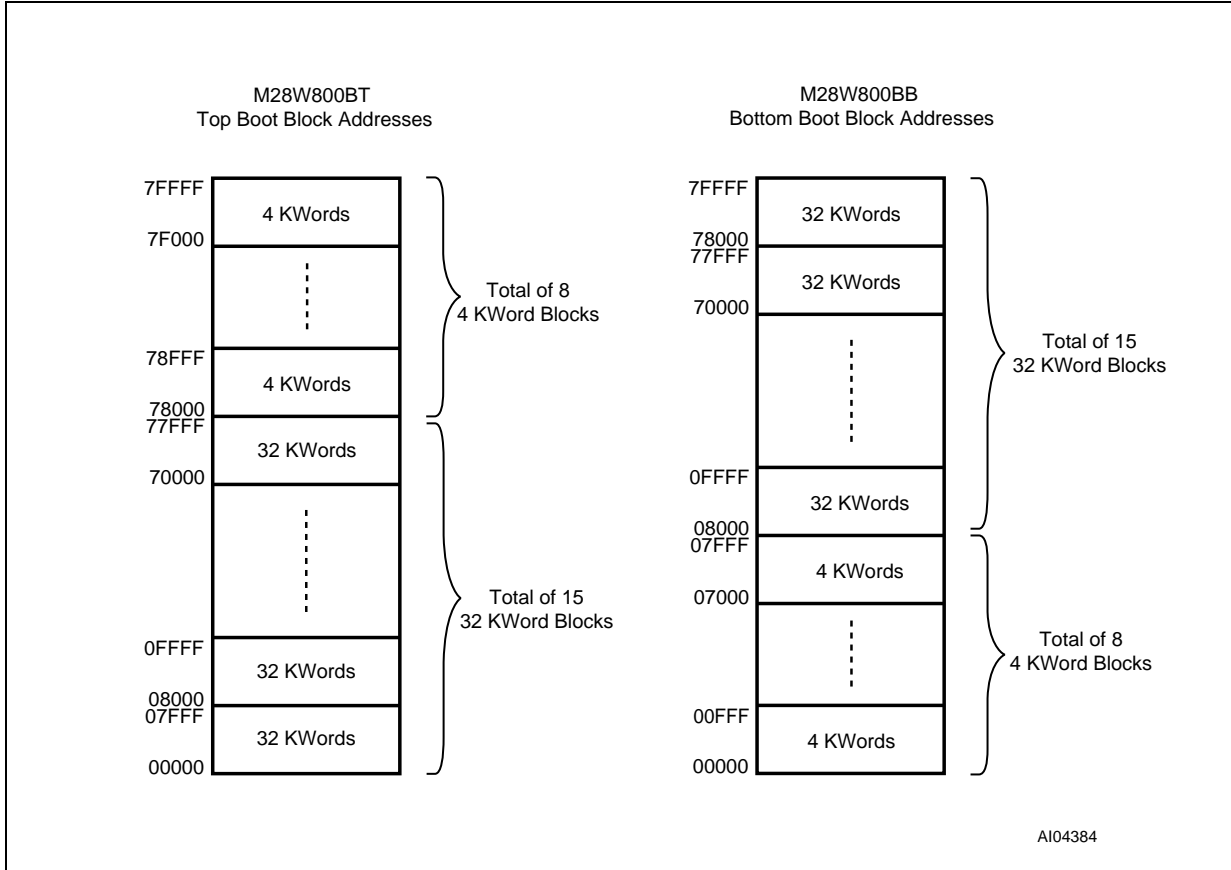 M28W800BT
Top Boot Block Addresses
7FFFF
4 KWords
7F000
Total of 8
4 KWord Blocks
78FFF
4 KWords
78000
77FFF
32 KWords
70000
Total of 15
32 KWord Blocks
0FFFF
32 KWords
08000
07FFF
32 KWords
00000
M28W800BB
Bottom Boot Block Addresses
7FFFF
32 KWords
78000
77FFF
32 KWords
70000
Total of 15
32 KWord Blocks
0FFFF
32 KWords
08000
07FFF
4 KWords
07000
Total of 8
4 KWord Blocks
00FFF
4 KWords
00000
AI04384